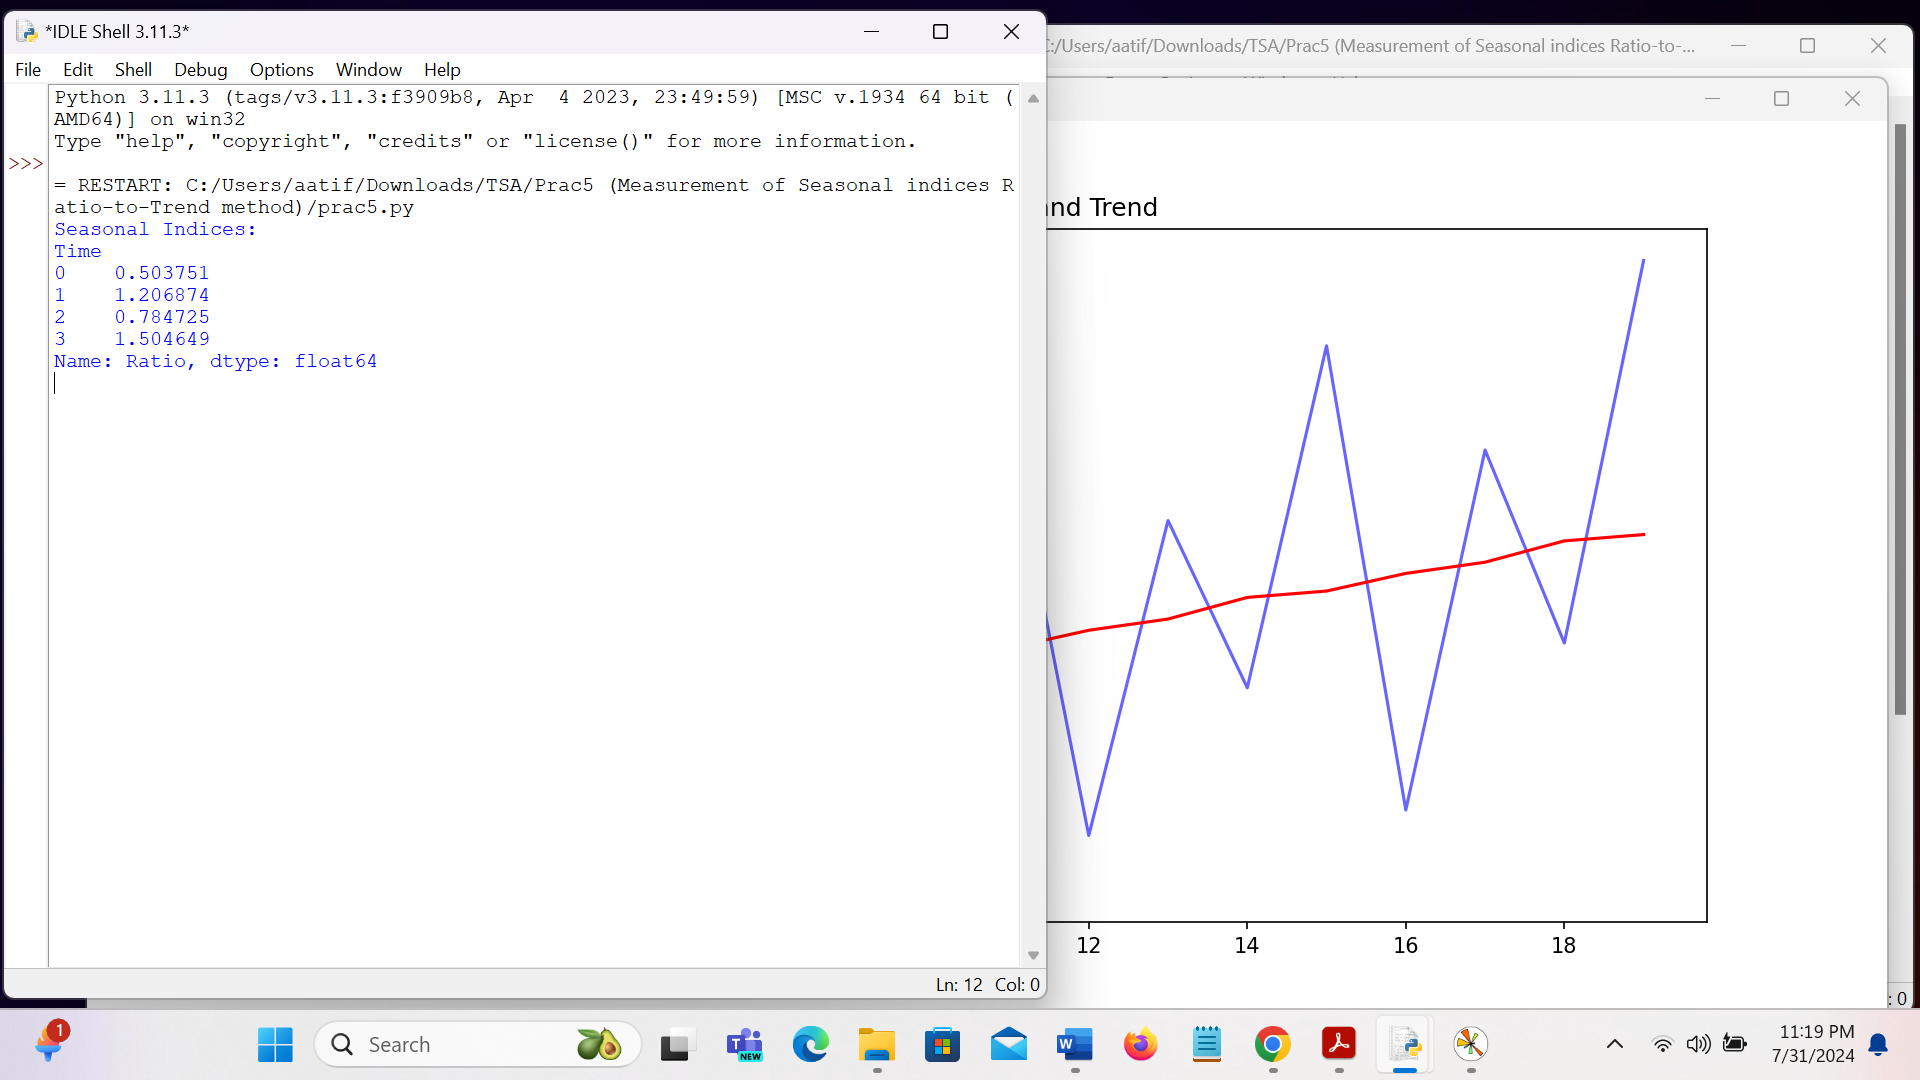 *IDLE Shell 3.11.3*
File Edit Shell Debug Options Window Help
Python 3.11.3 (tags/v3.11.3:f3909b8, Apr  4 2023, 23:49:59) [MSC v.1934 64 bit (
AMD64)] on win32
Type "help", "copyright", "credits" or "license()" for more information.
>>>
= RESTART: C:/Users/aatif/Downloads/TSA/Prac5 (Measurement of Seasonal indices R
atio-to-Trend method)/prac5.py
Seasonal Indices:
Time
0    0.503751
1    1.206874
2    0.784725
3    1.504649
Name: Ratio, dtype: float64
Ln: 12 Col: 0
:/Users/aatif/Downloads/TSA/Prac5 (Measurement of Seasonal indices Ratio-to-...
and Trend
12 14 16 18
: 0
1
Search
NEW
11:19 PM
7/31/2024